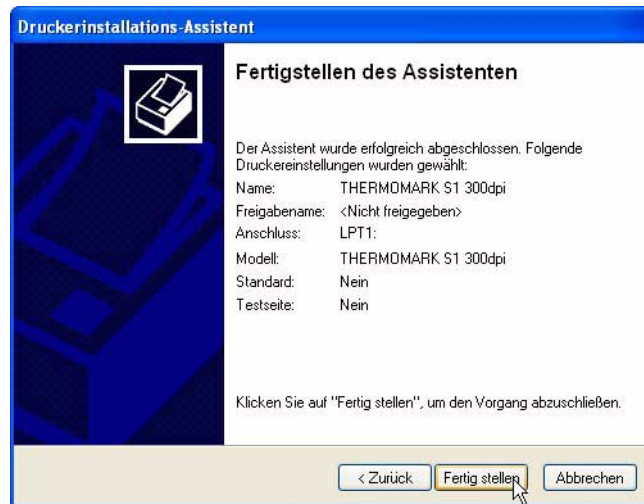 Druckerinstallations-Assistent
Fertigstellen des Assistenten
Der Assistent wurde erfolgreich abgeschlossen. Folgende
Druckereinstellungen wurden gewählt:
Name: THERMOMARK S1 300dpi
Freigabename: <Nicht freigegeben>
Anschluss: LPT1:
Modell: THERMOMARK S1 300dpi
Standard: Nein
Testseite: Nein
Klicken Sie auf "Fertig stellen", um den Vorgang abzuschließen.
< Zurück Fertig stellen Abbrechen